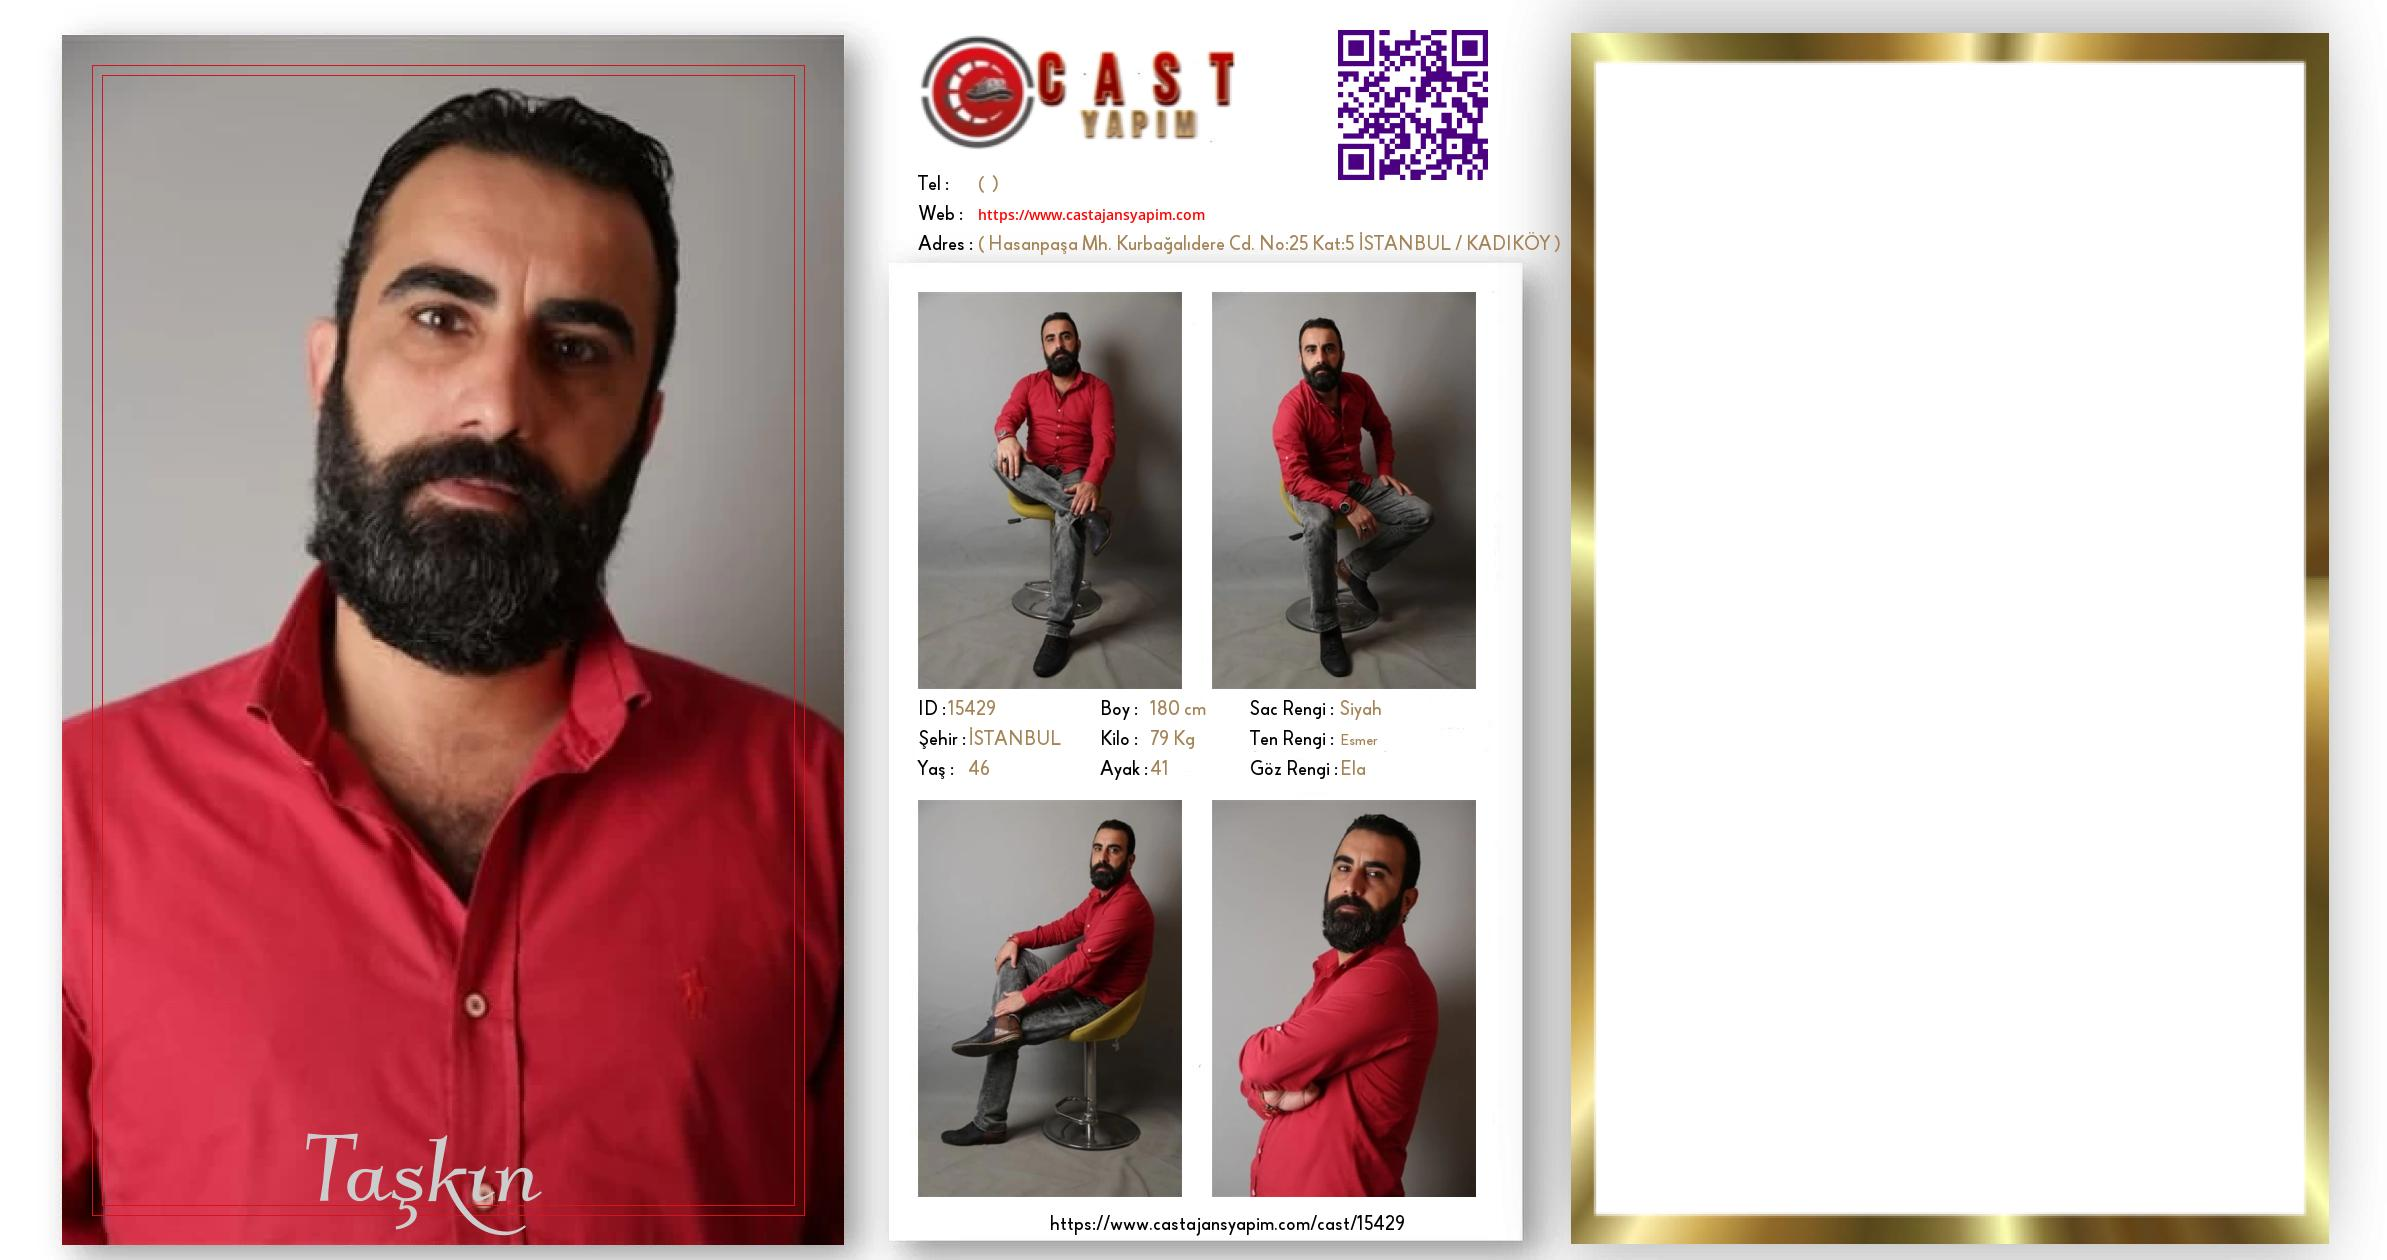 Taşkın
CAST
YAPIM
Tel : ( )
Web : https://www.castajansyapim.com
Adres : ( Hasanpaşa Mh. Kurbağalıdere Cd. No:25 Kat:5 İSTANBUL / KADIKÖY )
ID : 15429 Boy : 180 cm Sac Rengi : Siyah
Şehir : İSTANBUL Kilo : 79 Kg Ten Rengi : Esmer
Yaş : 46 Ayak : 41 Göz Rengi : Ela
https://www.castajansyapim.com/cast/15429